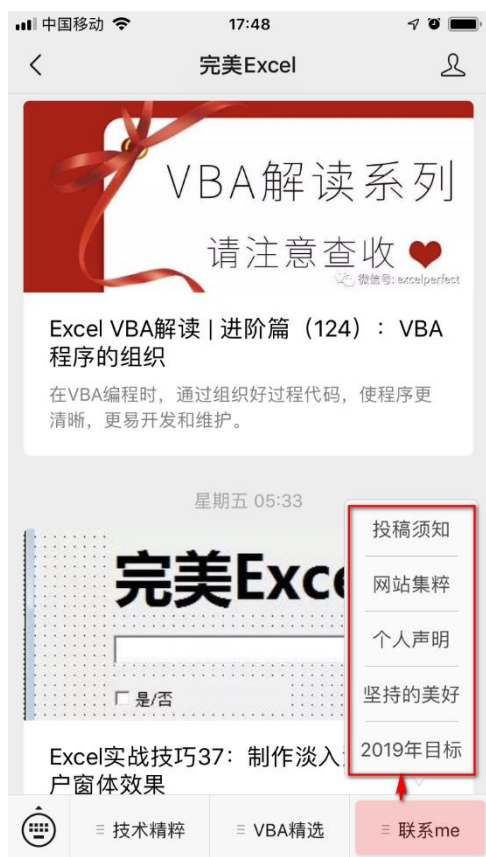 中国移动 17:48
完美Excel
VBA解读系列
请注意查收
微信号: excelperfect
Excel VBA解读 | 进阶篇（124）：VBA
程序的组织
在VBA编程时，通过组织好过程代码，使程序更
清晰，更易开发和维护。
星期五 05:33
完美Exce
是/否
Excel实战技巧37：制作淡入
户窗体效果
投稿须知
网站集粹
个人声明
坚持的美好
2019年目标
技术精粹
VBA精选
联系me